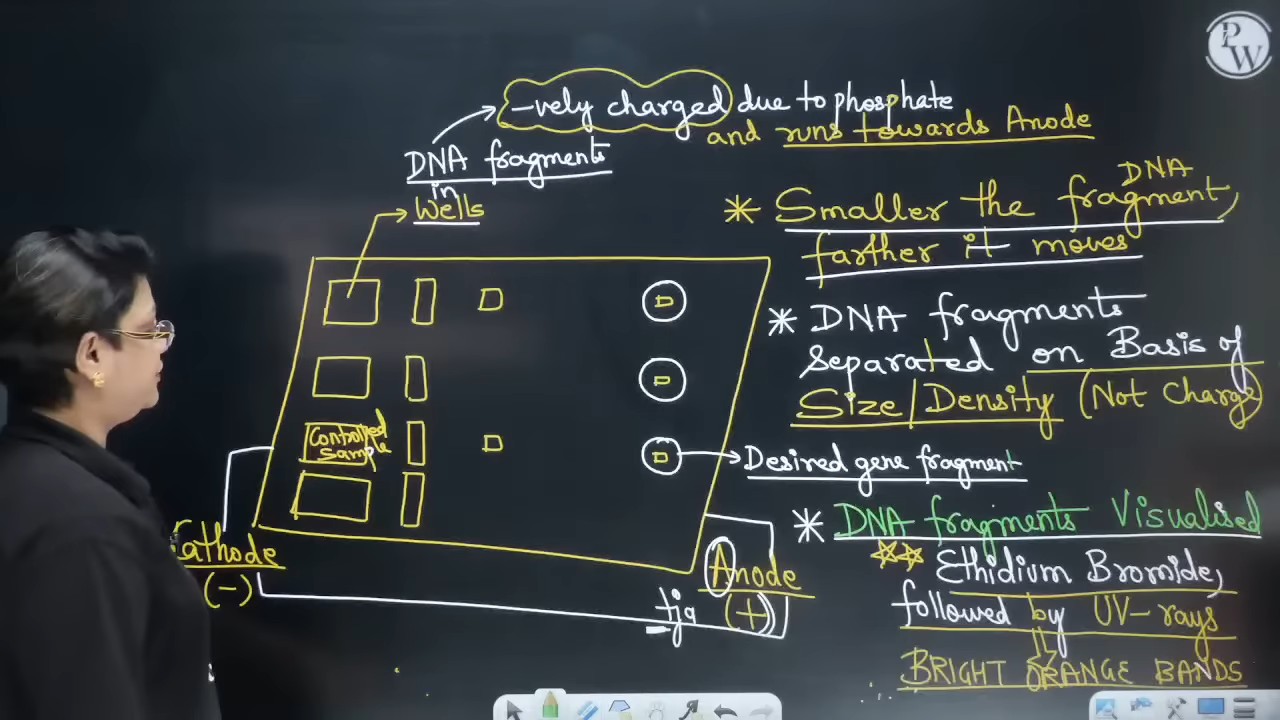 PW
-vely charged due to phosphate
and runs towards Anode
DNA fragments
in
Wells
* Smaller the DNA fragment,
farther it moves
* DNA fragments
separated on Basis of
Size/Density (Not Charge)
Controlled
Sample
Desired gene fragment
* DNA fragments Visualised
Ethidium Bromide,
followed by UV-rays
BRIGHT ORANGE BANDS
Cathode
(-)
Anode
(+)